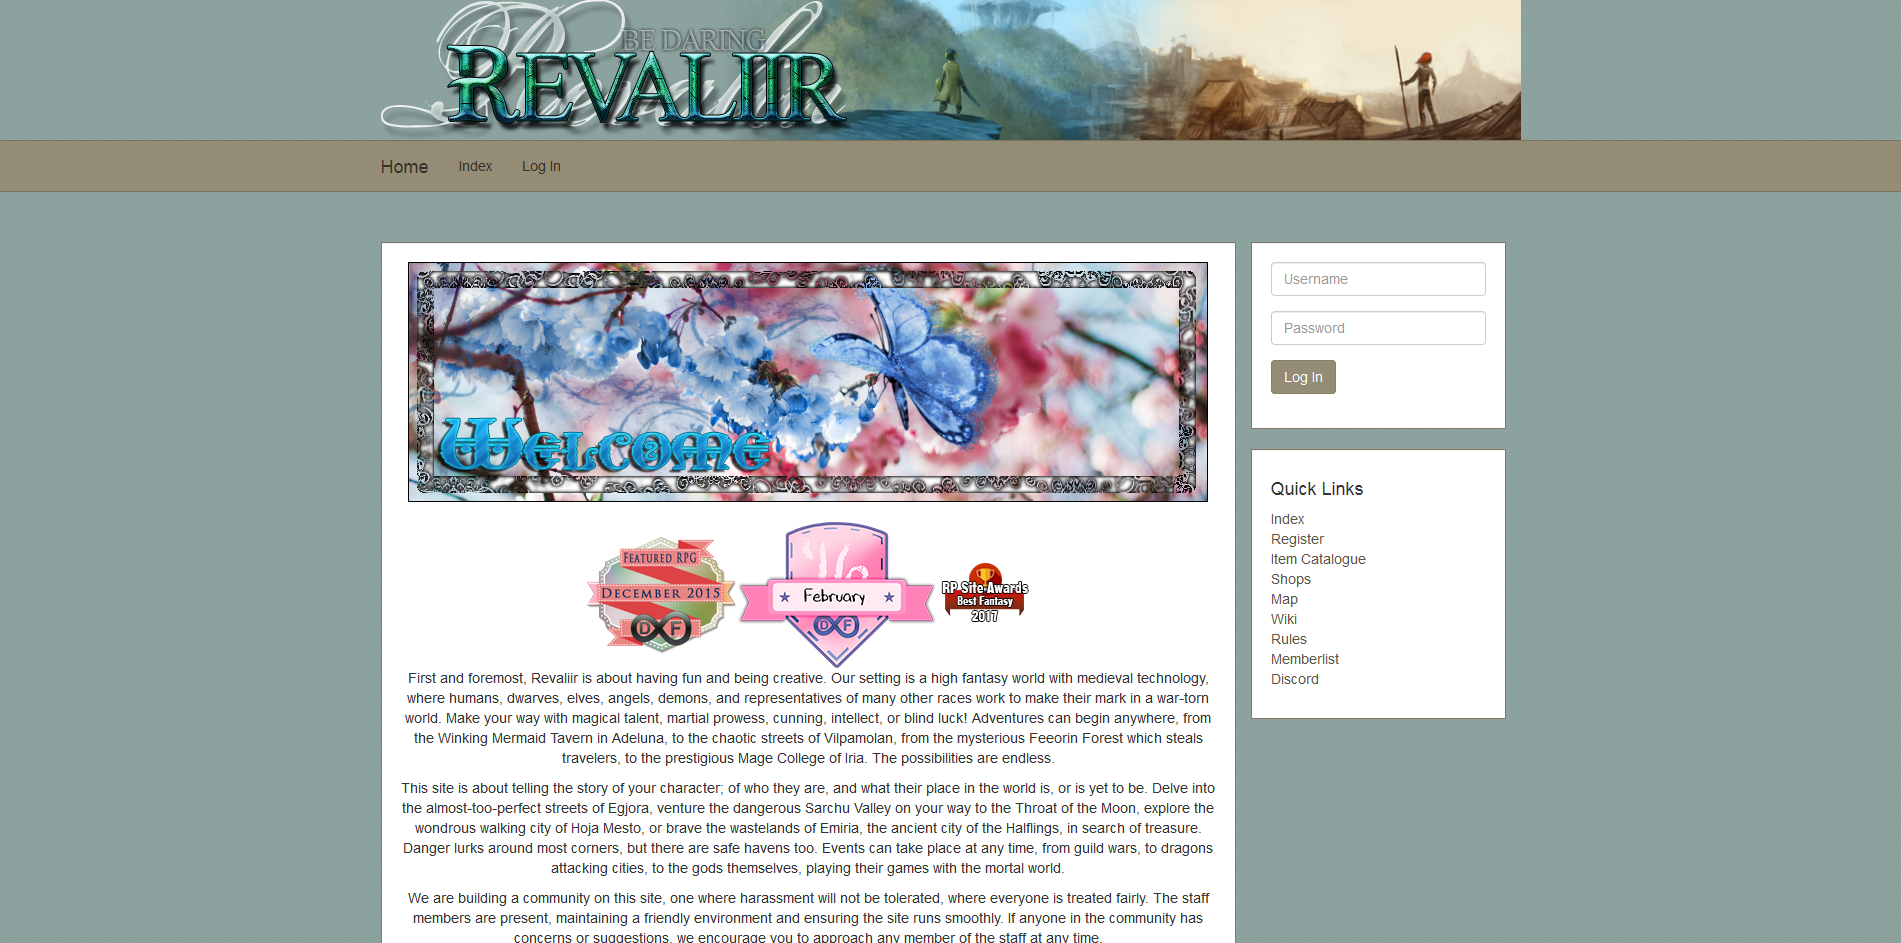 BE DARING
REVALIIR
Home Index Log In
Username
Password
Log In
WELCOME
FEATURED RPG
DECEMBER 2015
DF
February
DF
RP Site Awards
Best Fantasy
2017
Quick Links
Index
Register
Item Catalogue
Shops
Map
Wiki
Rules
Memberlist
Discord
First and foremost, Revaliir is about having fun and being creative. Our setting is a high fantasy world with medieval technology,
where humans, dwarves, elves, angels, demons, and representatives of many other races work to make their mark in a war-torn
world. Make your way with magical talent, martial prowess, cunning, intellect, or blind luck! Adventures can begin anywhere, from
the Winking Mermaid Tavern in Adeluna, to the chaotic streets of Vilpamolan, from the mysterious Feeorin Forest which steals
travelers, to the prestigious Mage College of Iria. The possibilities are endless.
This site is about telling the story of your character; of who they are, and what their place in the world is, or is yet to be. Delve into
the almost-too-perfect streets of Egjora, venture the dangerous Sarchu Valley on your way to the Throat of the Moon, explore the
wondrous walking city of Hoja Mesto, or brave the wastelands of Emiria, the ancient city of the Halflings, in search of treasure.
Danger lurks around most corners, but there are safe havens too. Events can take place at any time, from guild wars, to dragons
attacking cities, to the gods themselves, playing their games with the mortal world.
We are building a community on this site, one where harassment will not be tolerated, where everyone is treated fairly. The staff
members are present, maintaining a friendly environment and ensuring the site runs smoothly. If anyone in the community has
concerns or suggestions, we encourage you to approach any member of the staff at any time.